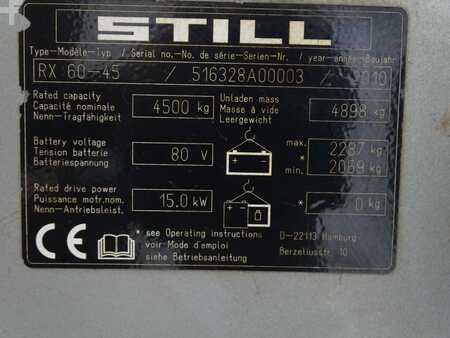 STILL
Type-Modèle-Typ / Serial no.-No. de série-Serien-Nr. / year-année-Baujahr
RX 60-45 / 516328A00003 / 2010
Rated capacity
Capacité nominale
Nenn-Tragfähigkeit
4500 kg
Unladen mass
Masse à vide
Leergewicht
4898 kg
Battery voltage
Tension batterie
Batteriespannung
80 V
max. 2287 kg
*
min. 2069 kg
Rated drive power
Puissance motr.nom.
Nenn-Antriebsleist.
15.0 kW
* 0 kg
* see Operating instructions
voir Mode d'emploi
siehe Betriebsanleitung
D-22113 Hamburg
Berzeliusstr. 10
CE